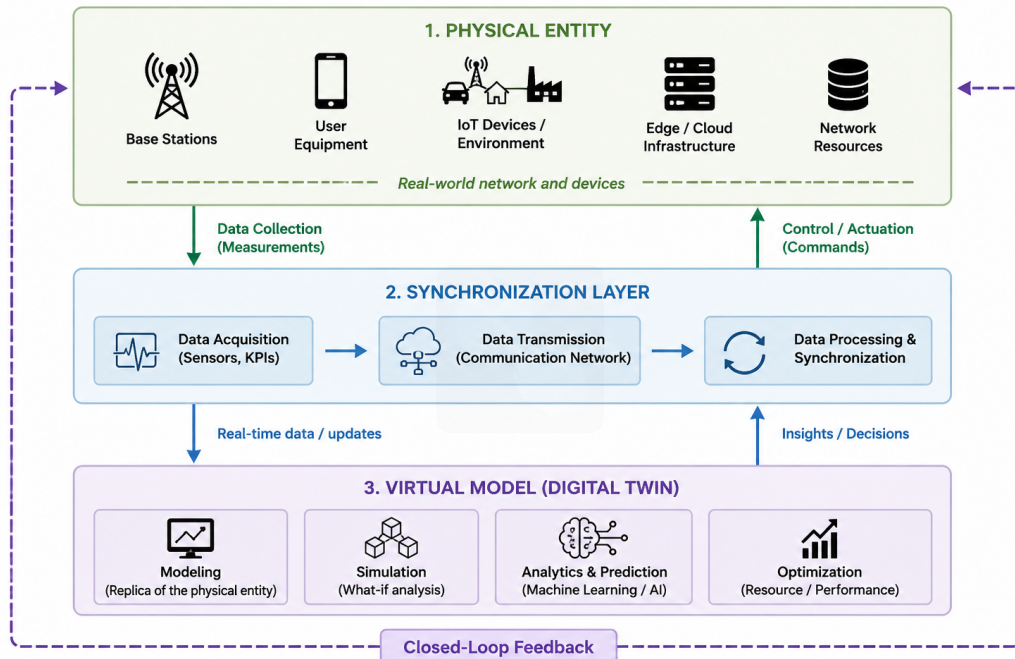 1. PHYSICAL ENTITY
Base Stations
User
Equipment
IoT Devices /
Environment
Edge / Cloud
Infrastructure
Network
Resources
Real-world network and devices
Data Collection
(Measurements)
Control / Actuation
(Commands)
2. SYNCHRONIZATION LAYER
Data Acquisition
(Sensors, KPIs)
Data Transmission
(Communication Network)
Data Processing &
Synchronization
Real-time data / updates
Insights / Decisions
3. VIRTUAL MODEL (DIGITAL TWIN)
Modeling
(Replica of the physical entity)
Simulation
(What-if analysis)
Analytics & Prediction
(Machine Learning / AI)
Optimization
(Resource / Performance)
Closed-Loop Feedback